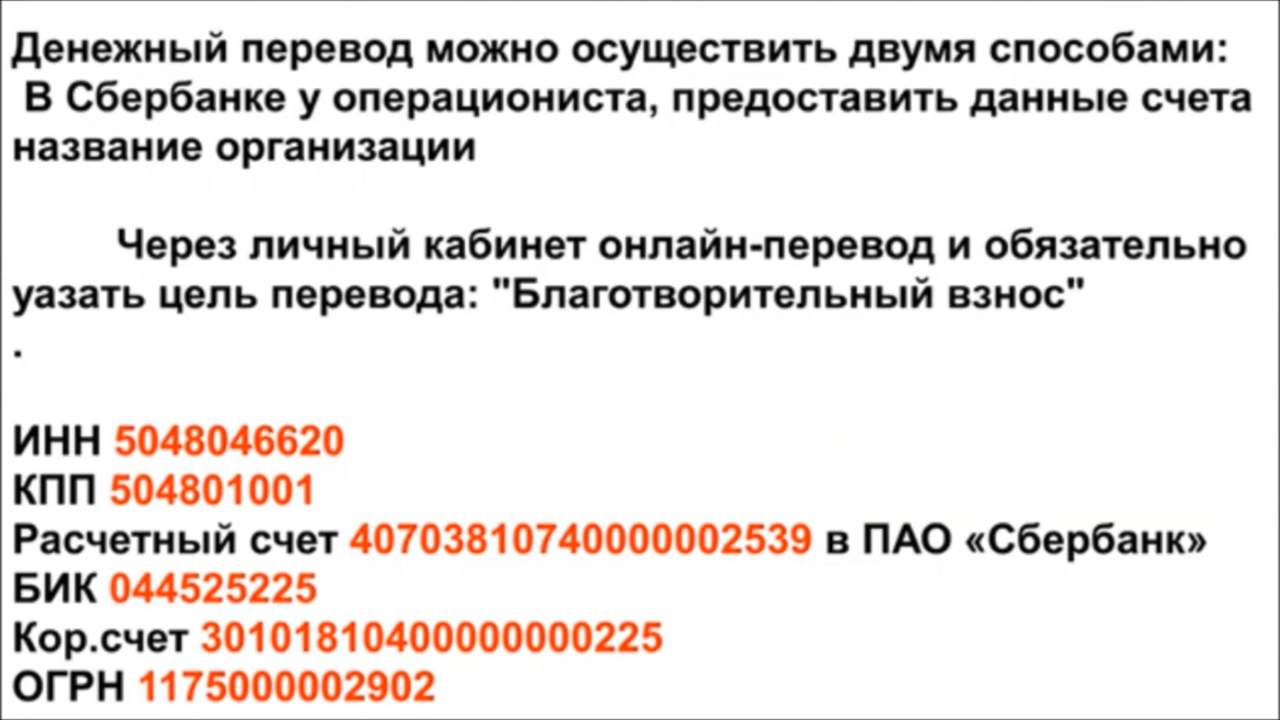 Денежный перевод можно осуществить двумя способами:
В Сбербанке у операциониста, предоставить данные счета
название организации
Через личный кабинет онлайн-перевод и обязательно
уазать цель перевода: "Благотворительный взнос"
.
ИНН 5048046620
КПП 504801001
Расчетный счет 40703810740000002539 в ПАО «Сбербанк»
БИК 044525225
Кор.счет 30101810400000000225
ОГРН 1175000002902